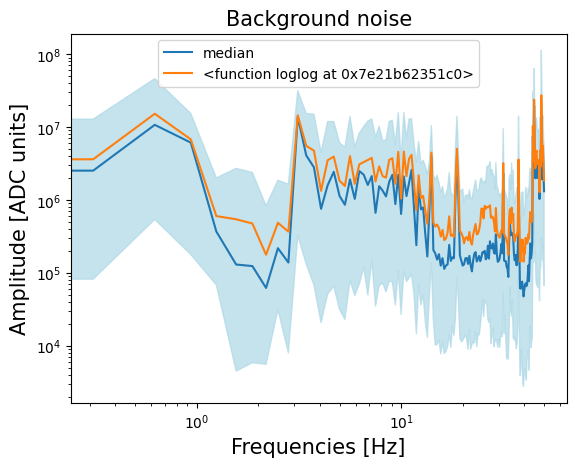 Background noise
median
<function loglog at 0x7e21b62351c0>
Amplitude [ADC units]
10⁸
10⁷
10⁶
10⁵
10⁴
10⁰
10¹
Frequencies [Hz]